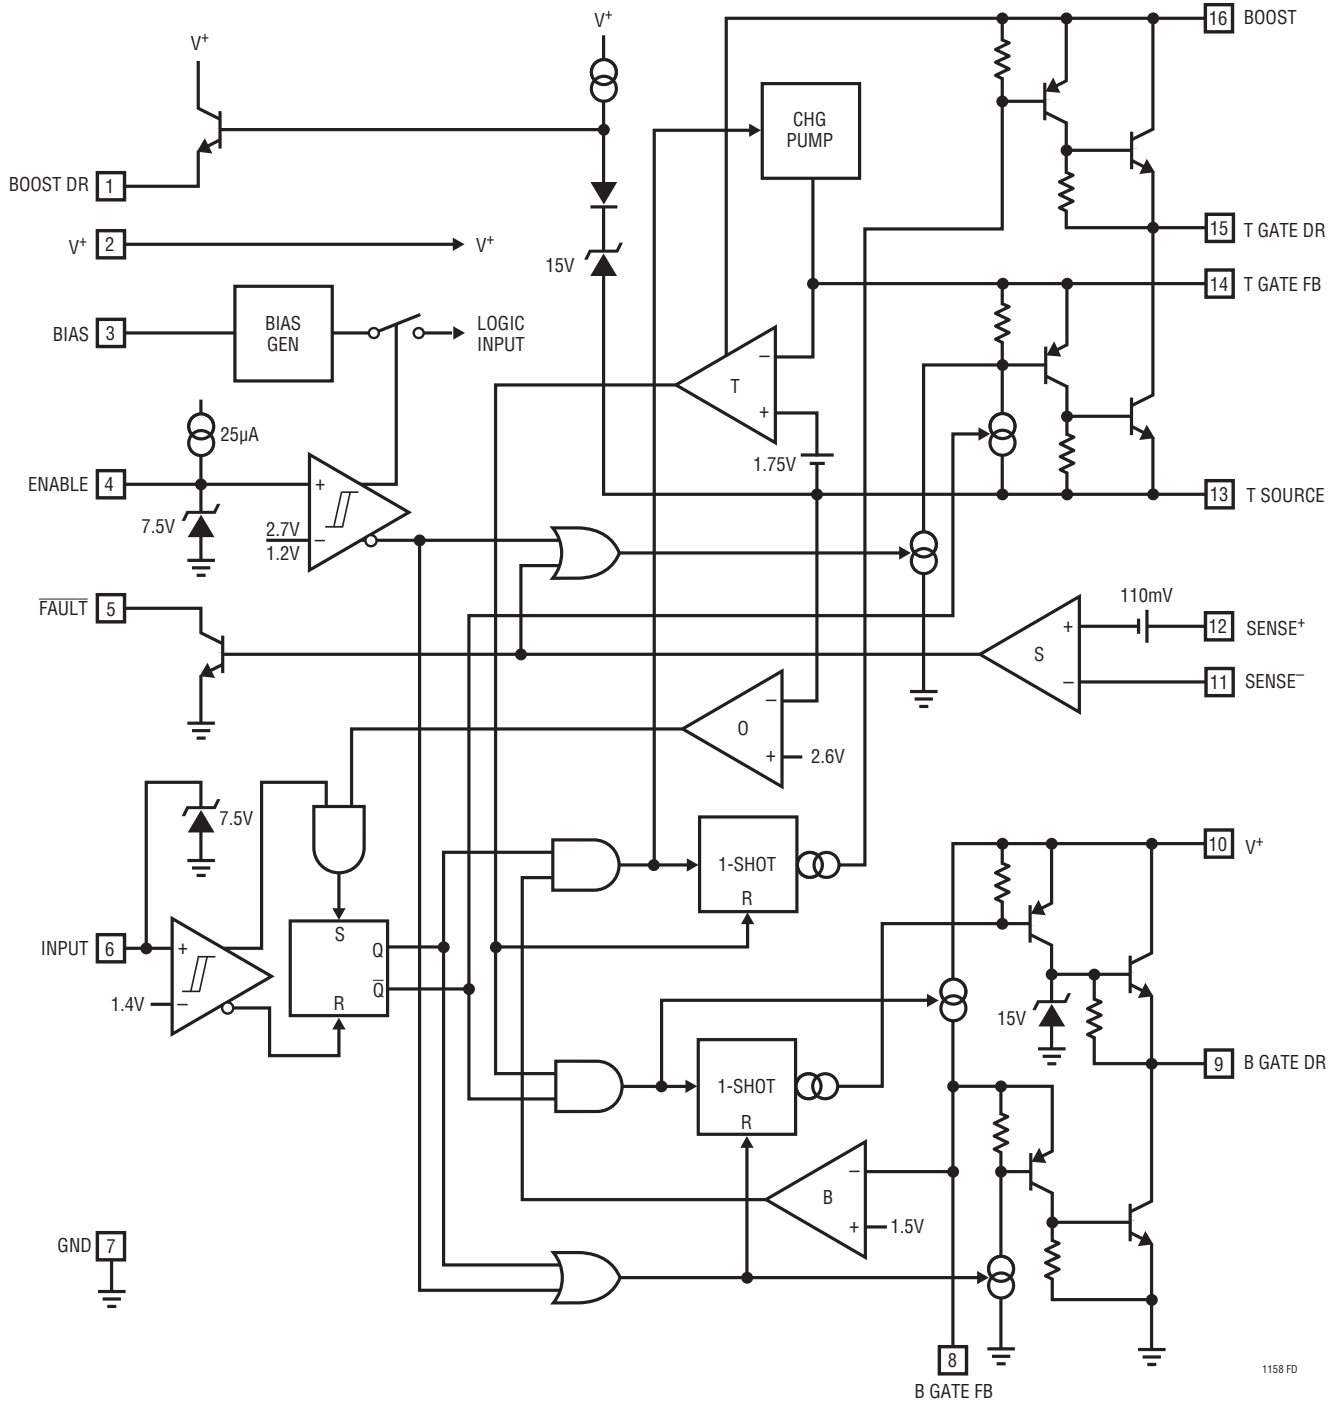 V+
V+
16 BOOST
CHG
PUMP
BOOST DR 1
15 T GATE DR
V+ 2
V+
15V
14 T GATE FB
BIAS 3
BIAS
GEN
LOGIC
INPUT
–
T
+
25µA
1.75V
ENABLE 4
+
13 T SOURCE
7.5V
2.7V
–
1.2V
FAULT 5
110mV
+
12 SENSE+
S
–
11 SENSE–
–
O
+
2.6V
7.5V
10 V+
1-SHOT
R
S
INPUT 6
+
Q
Q
1.4V
–
R
15V
9 B GATE DR
1-SHOT
R
–
B
+
1.5V
GND 7
8
B GATE FB
1158 FD